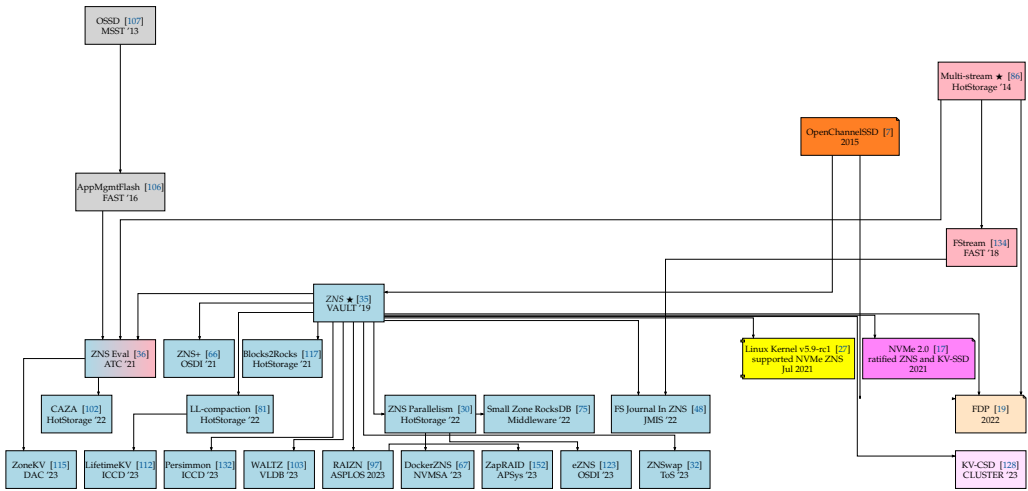 OSSD [107]
MSST '13
Multi-stream ★ [86]
HotStorage '14
OpenChannelSSD [7]
2015
AppMgmtFlash [106]
FAST '16
FStream [134]
FAST '18
ZNS ★ [35]
VAULT '19
ZNS Eval [36]
ATC '21
ZNS+ [66]
OSDI '21
Blocks2Rocks [117]
HotStorage '21
Linux Kernel v5.9-rc1 [27]
supported NVMe ZNS
Jul 2021
NVMe 2.0 [17]
ratified ZNS and KV-SSD
2021
CAZA [102]
HotStorage '22
LL-compaction [81]
HotStorage '22
ZNS Parallelism [30]
HotStorage '22
Small Zone RocksDB [75]
Middleware '22
FS Journal In ZNS [48]
JMIS '22
FDP [19]
2022
ZoneKV [115]
DAC '23
LifetimeKV [112]
ICCD '23
Persimmon [132]
ICCD '23
WALTZ [103]
VLDB '23
RAIZN [97]
ASPLOS 2023
DockerZNS [67]
NVMSA '23
ZapRAID [152]
APSys '23
eZNS [123]
OSDI '23
ZNSwap [32]
ToS '23
KV-CSD [128]
CLUSTER '23